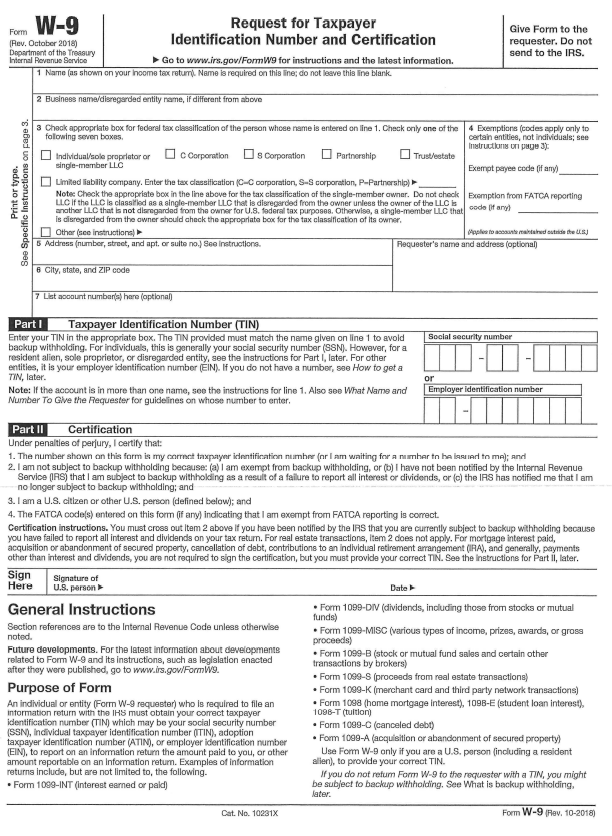 Form W-9
(Rev. October 2018)
Department of the Treasury
Internal Revenue Service
Request for Taxpayer
Identification Number and Certification
▶ Go to www.irs.gov/FormW9 for instructions and the latest information.
Give Form to the
requester. Do not
send to the IRS.
Print or type.
See Specific Instructions on page 3.
1 Name (as shown on your income tax return). Name is required on this line; do not leave this line blank.
2 Business name/disregarded entity name, if different from above
3 Check appropriate box for federal tax classification of the person whose name is entered on line 1. Check only one of the
following seven boxes.
Individual/sole proprietor or
single-member LLC
C Corporation
S Corporation
Partnership
Trust/estate
Limited liability company. Enter the tax classification (C=C corporation, S=S corporation, P=Partnership) ▶
Note: Check the appropriate box in the line above for the tax classification of the single-member owner. Do not check
LLC if the LLC is classified as a single-member LLC that is disregarded from the owner unless the owner of the LLC is
another LLC that is not disregarded from the owner for U.S. federal tax purposes. Otherwise, a single-member LLC that
is disregarded from the owner should check the appropriate box for the tax classification of its owner.
Other (see instructions) ▶
4 Exemptions (codes apply only to
certain entities, not individuals; see
instructions on page 3):
Exempt payee code (if any)
Exemption from FATCA reporting
code (if any)
(Applies to accounts maintained outside the U.S.)
5 Address (number, street, and apt. or suite no.) See instructions.
Requester's name and address (optional)
6 City, state, and ZIP code
7 List account number(s) here (optional)
Part I Taxpayer Identification Number (TIN)
Enter your TIN in the appropriate box. The TIN provided must match the name given on line 1 to avoid
backup withholding. For individuals, this is generally your social security number (SSN). However, for a
resident alien, sole proprietor, or disregarded entity, see the instructions for Part I, later. For other
entities, it is your employer identification number (EIN). If you do not have a number, see How to get a
TIN, later.
Note: If the account is in more than one name, see the instructions for line 1. Also see What Name and
Number To Give the Requester for guidelines on whose number to enter.
Social security number
– –
or
Employer identification number
–
Part II Certification
Under penalties of perjury, I certify that:
1. The number shown on this form is my correct taxpayer identification number (or I am waiting for a number to be issued to me); and
2. I am not subject to backup withholding because: (a) I am exempt from backup withholding, or (b) I have not been notified by the Internal Revenue
Service (IRS) that I am subject to backup withholding as a result of a failure to report all interest or dividends, or (c) the IRS has notified me that I am
no longer subject to backup withholding; and
3. I am a U.S. citizen or other U.S. person (defined below); and
4. The FATCA code(s) entered on this form (if any) indicating that I am exempt from FATCA reporting is correct.
Certification instructions. You must cross out item 2 above if you have been notified by the IRS that you are currently subject to backup withholding because
you have failed to report all interest and dividends on your tax return. For real estate transactions, item 2 does not apply. For mortgage interest paid,
acquisition or abandonment of secured property, cancellation of debt, contributions to an individual retirement arrangement (IRA), and generally, payments
other than interest and dividends, you are not required to sign the certification, but you must provide your correct TIN. See the instructions for Part II, later.
Sign
Here
Signature of
U.S. person ▶
Date ▶
General Instructions
Section references are to the Internal Revenue Code unless otherwise
noted.
Future developments. For the latest information about developments
related to Form W-9 and its instructions, such as legislation enacted
after they were published, go to www.irs.gov/FormW9.
Purpose of Form
An individual or entity (Form W-9 requester) who is required to file an
information return with the IRS must obtain your correct taxpayer
identification number (TIN) which may be your social security number
(SSN), individual taxpayer identification number (ITIN), adoption
taxpayer identification number (ATIN), or employer identification number
(EIN), to report on an information return the amount paid to you, or other
amount reportable on an information return. Examples of information
returns include, but are not limited to, the following.
• Form 1099-INT (interest earned or paid)
• Form 1099-DIV (dividends, including those from stocks or mutual
funds)
• Form 1099-MISC (various types of income, prizes, awards, or gross
proceeds)
• Form 1099-B (stock or mutual fund sales and certain other
transactions by brokers)
• Form 1099-S (proceeds from real estate transactions)
• Form 1099-K (merchant card and third party network transactions)
• Form 1098 (home mortgage interest), 1098-E (student loan interest),
1098-T (tuition)
• Form 1099-C (canceled debt)
• Form 1099-A (acquisition or abandonment of secured property)
Use Form W-9 only if you are a U.S. person (including a resident
alien), to provide your correct TIN.
If you do not return Form W-9 to the requester with a TIN, you might
be subject to backup withholding. See What is backup withholding,
later.
Cat. No. 10231X
Form W-9 (Rev. 10-2018)